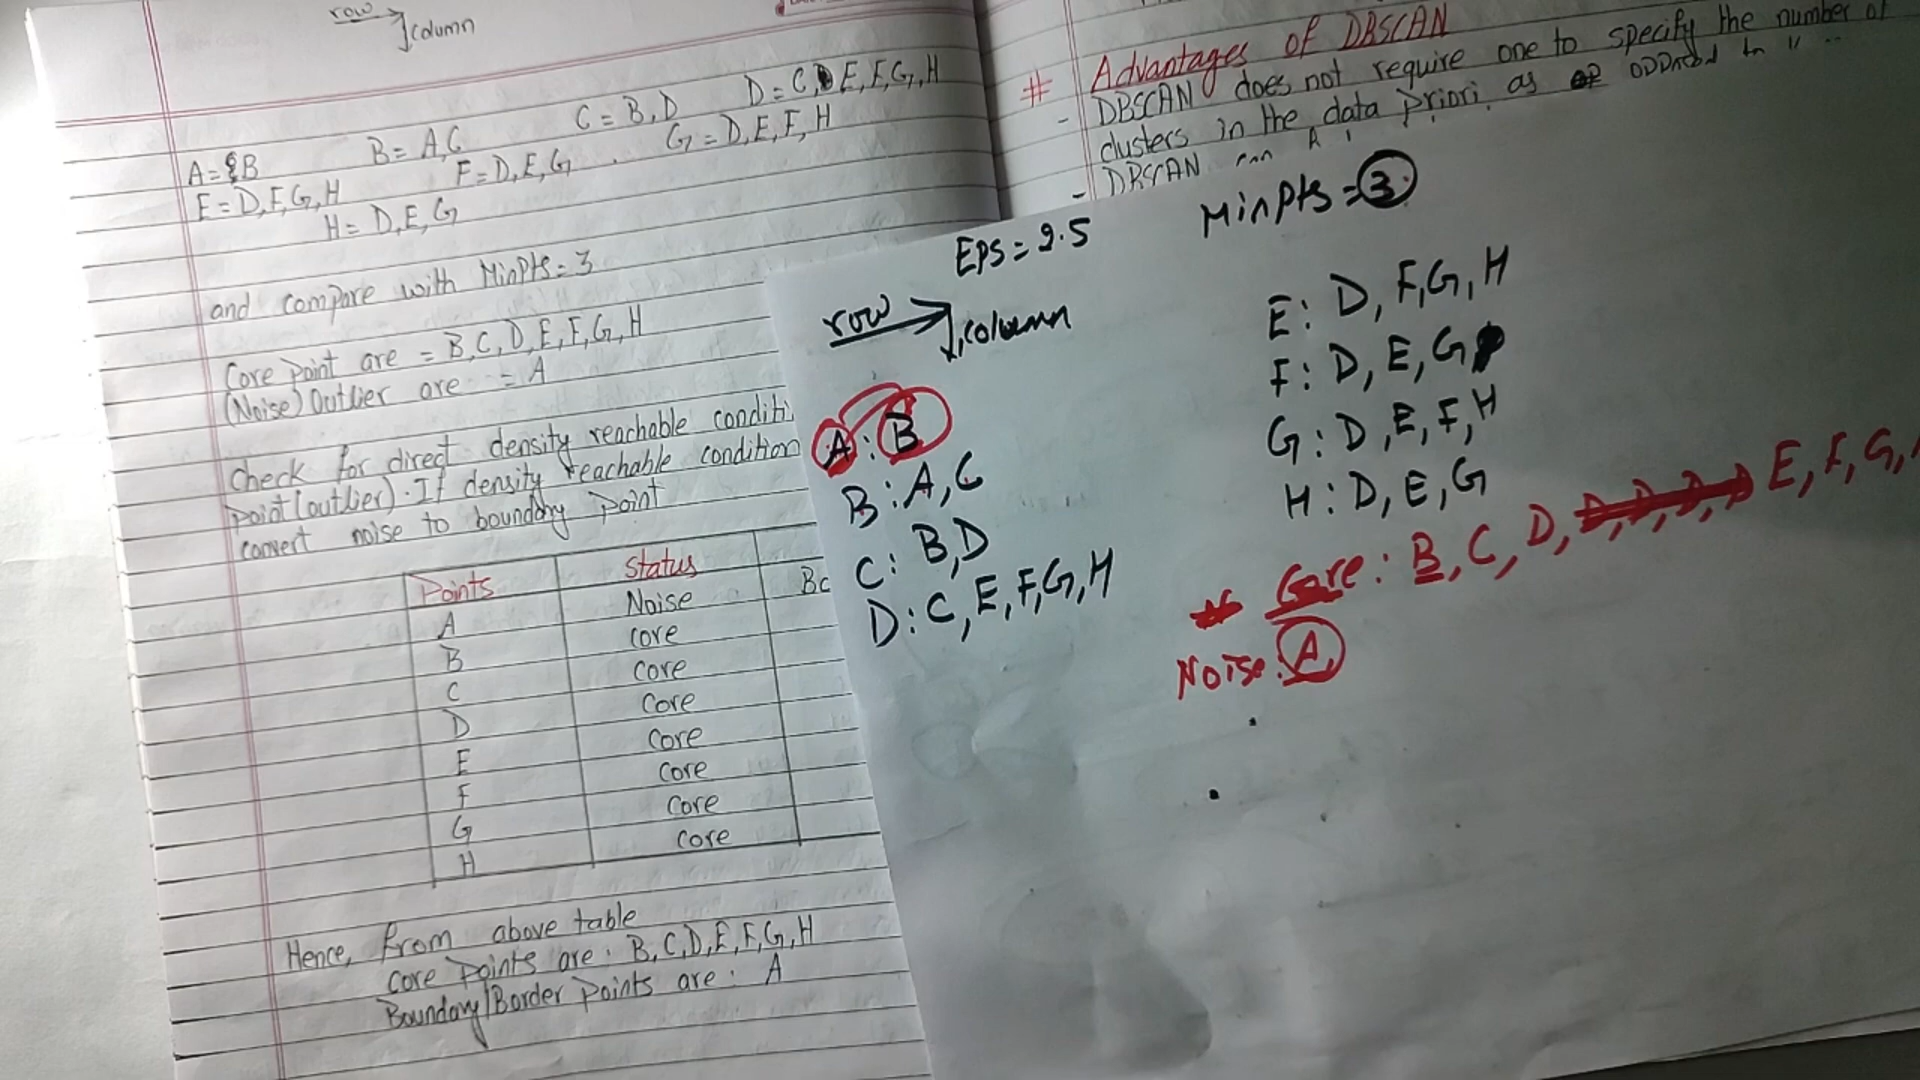 row
column
A = B B = A, C C = B, D D = C, E, F, G, H
E = D, F, G, H F = D, E, G G = D, E, F, H
H = D, E, G
and compare with MinPts = 3
Core point are = B, C, D, E, F, G, H
(Noise) Outlier are = A
Check for direct density reachable conditi
point (outlier). If density reachable condition
convert noise to boundary point
Points Status
A Noise Bc
B core
C core
D core
E core
F core
G core
H core
Hence, from above table
core points are : B, C, D, E, F, G, H
Boundary/Border points are : A
# Advantages of DBSCAN
- DBSCAN does not require one to specify the number of
clusters in the data priori, as
- DBSCAN can
Eps = 2.5 MinPts = 3
row
column
A : B
B : A, C
C : B, D
D : C, E, F, G, H
E : D, F, G, H
F : D, E, G
G : D, E, F, H
H : D, E, G
Core : B, C, D, E, F, G,
Noise : A,